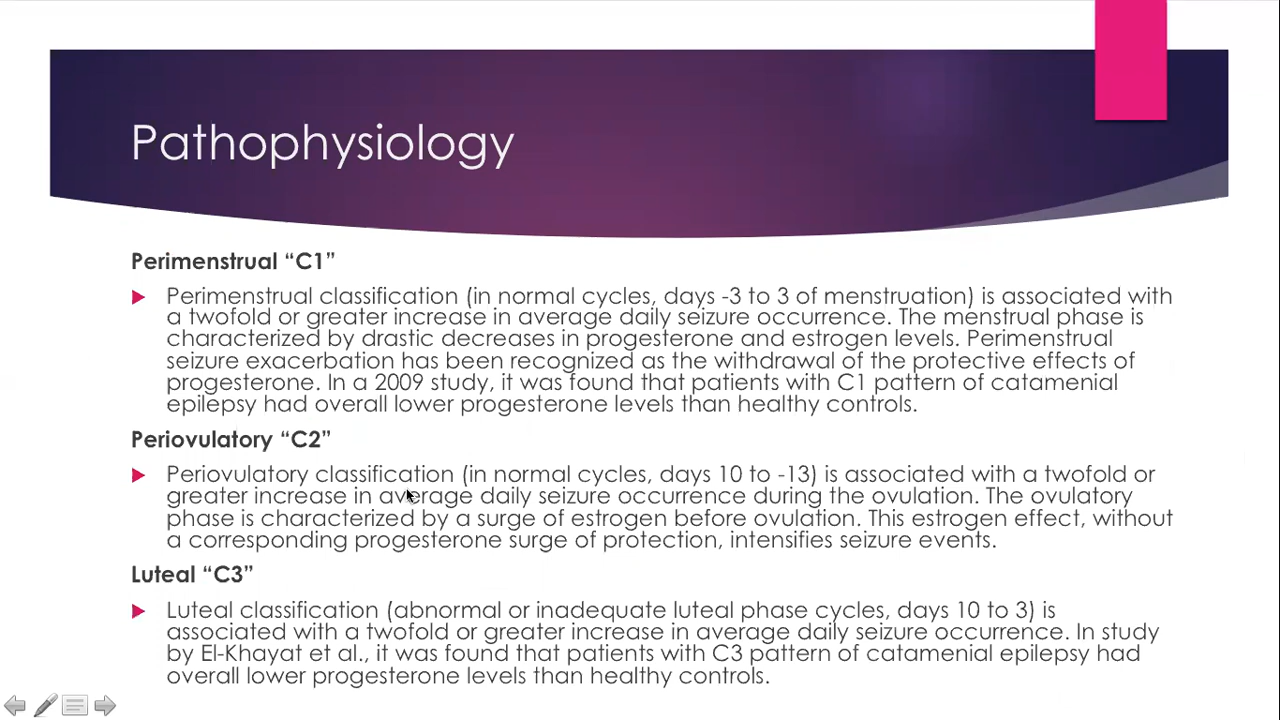 Pathophysiology
Perimenstrual “C1”
Perimenstrual classification (in normal cycles, days -3 to 3 of menstruation) is associated with
a twofold or greater increase in average daily seizure occurrence. The menstrual phase is
characterized by drastic decreases in progesterone and estrogen levels. Perimenstrual
seizure exacerbation has been recognized as the withdrawal of the protective effects of
progesterone. In a 2009 study, it was found that patients with C1 pattern of catamenial
epilepsy had overall lower progesterone levels than healthy controls.
Periovulatory “C2”
Periovulatory classification (in normal cycles, days 10 to -13) is associated with a twofold or
greater increase in average daily seizure occurrence during the ovulation. The ovulatory
phase is characterized by a surge of estrogen before ovulation. This estrogen effect, without
a corresponding progesterone surge of protection, intensifies seizure events.
Luteal “C3”
Luteal classification (abnormal or inadequate luteal phase cycles, days 10 to 3) is
associated with a twofold or greater increase in average daily seizure occurrence. In study
by El-Khayat et al., it was found that patients with C3 pattern of catamenial epilepsy had
overall lower progesterone levels than healthy controls.